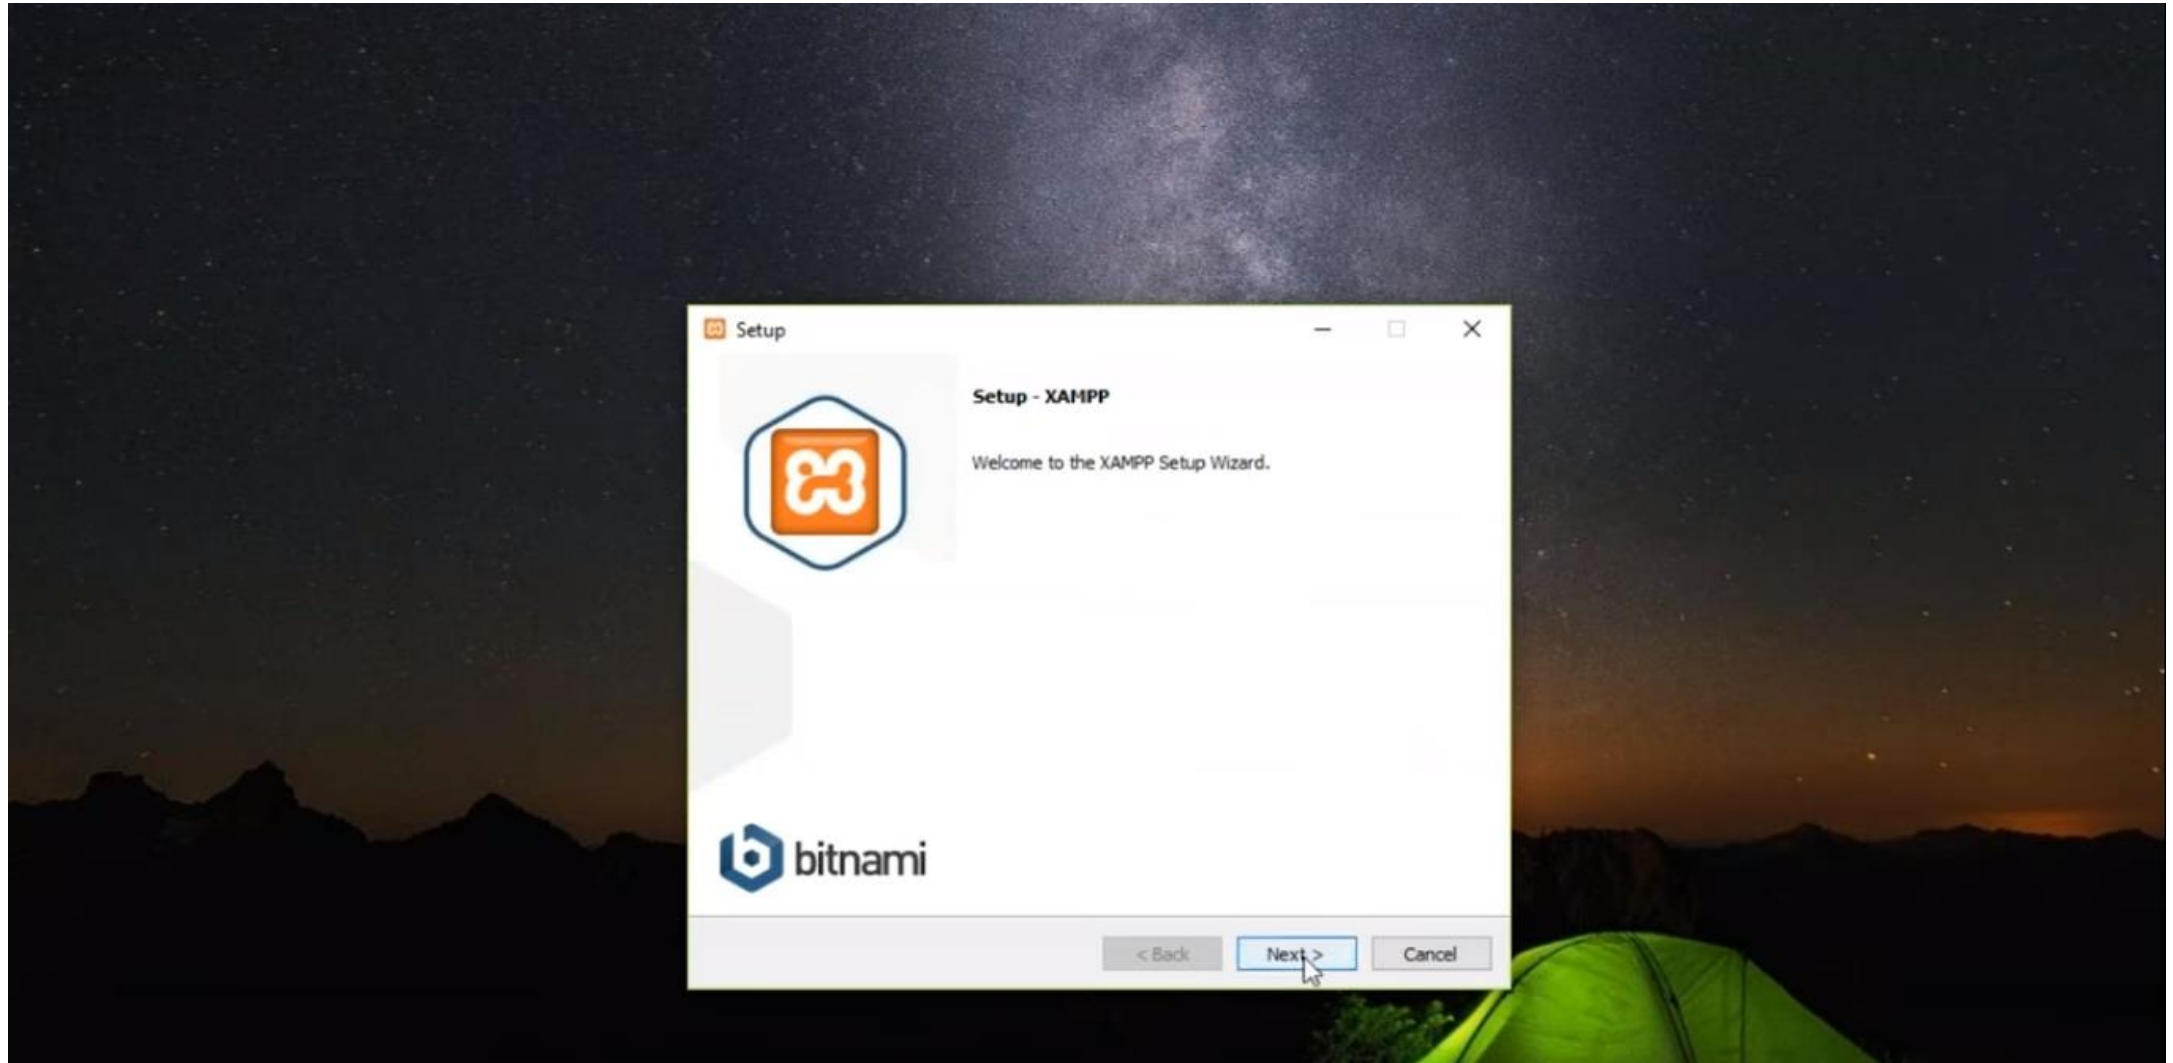 Setup
Setup - XAMPP
Welcome to the XAMPP Setup Wizard.
bitnami
< Back
Next >
Cancel